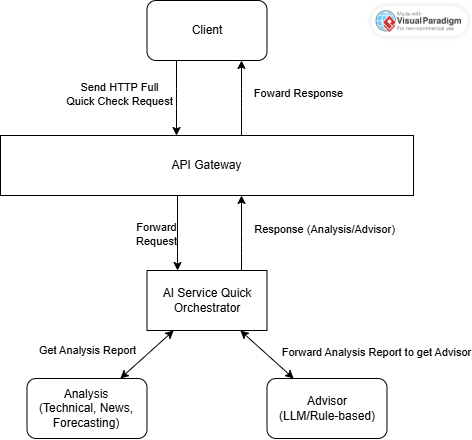 Made with
Visual Paradigm
For non-commercial use
Client
Send HTTP Full
Quick Check Request
Foward Response
API Gateway
Forward
Request
Response (Analysis/Advisor)
AI Service Quick
Orchestrator
Get Analysis Report
Forward Analysis Report to get Advisor
Analysis
(Technical, News,
Forecasting)
Advisor
(LLM/Rule-based)